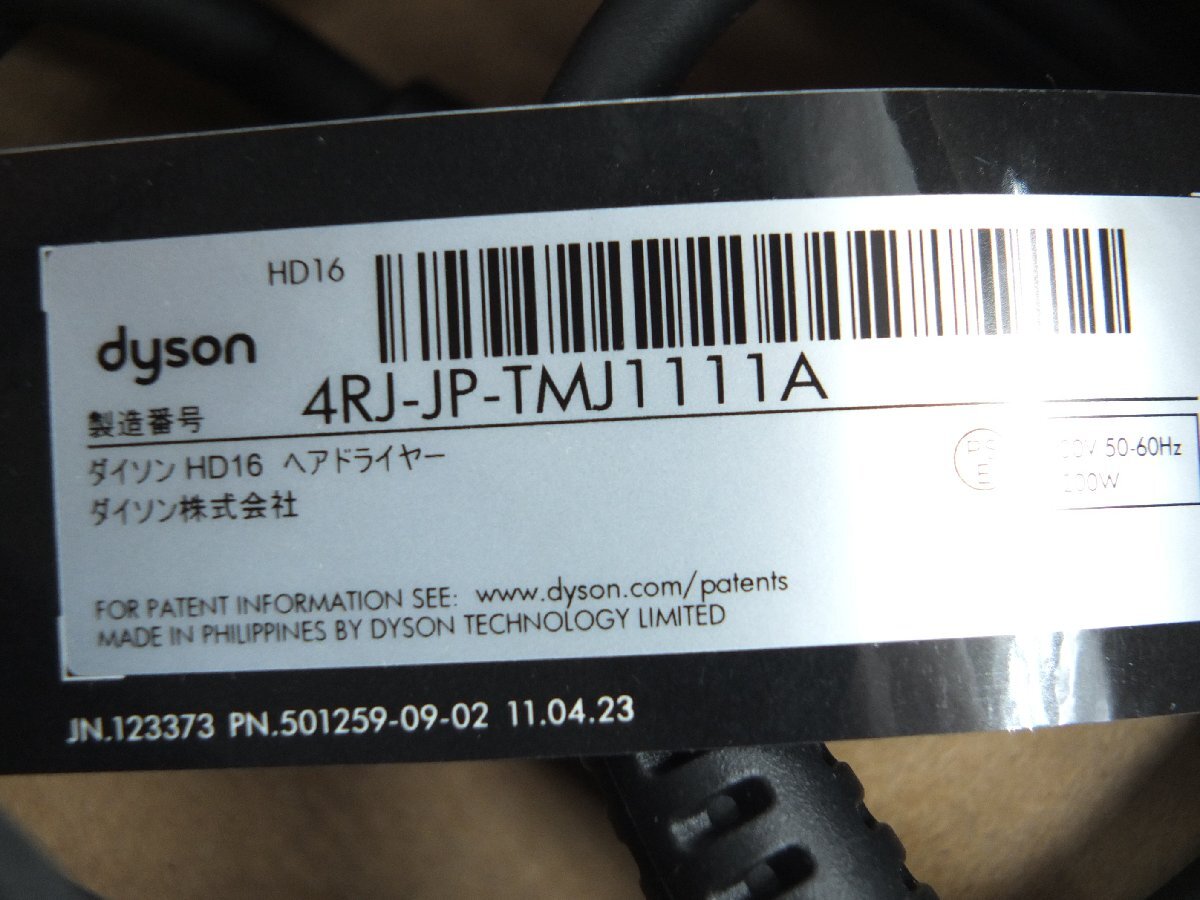 HD16
dyson
製造番号 4RJ-JP-TMJ1111A
ダイソン HD16 ヘアドライヤー
ダイソン株式会社
PS
E
50-60Hz
FOR PATENT INFORMATION SEE: www.dyson.com/patents
MADE IN PHILIPPINES BY DYSON TECHNOLOGY LIMITED
JN.123373 PN.501259-09-02 11.04.23